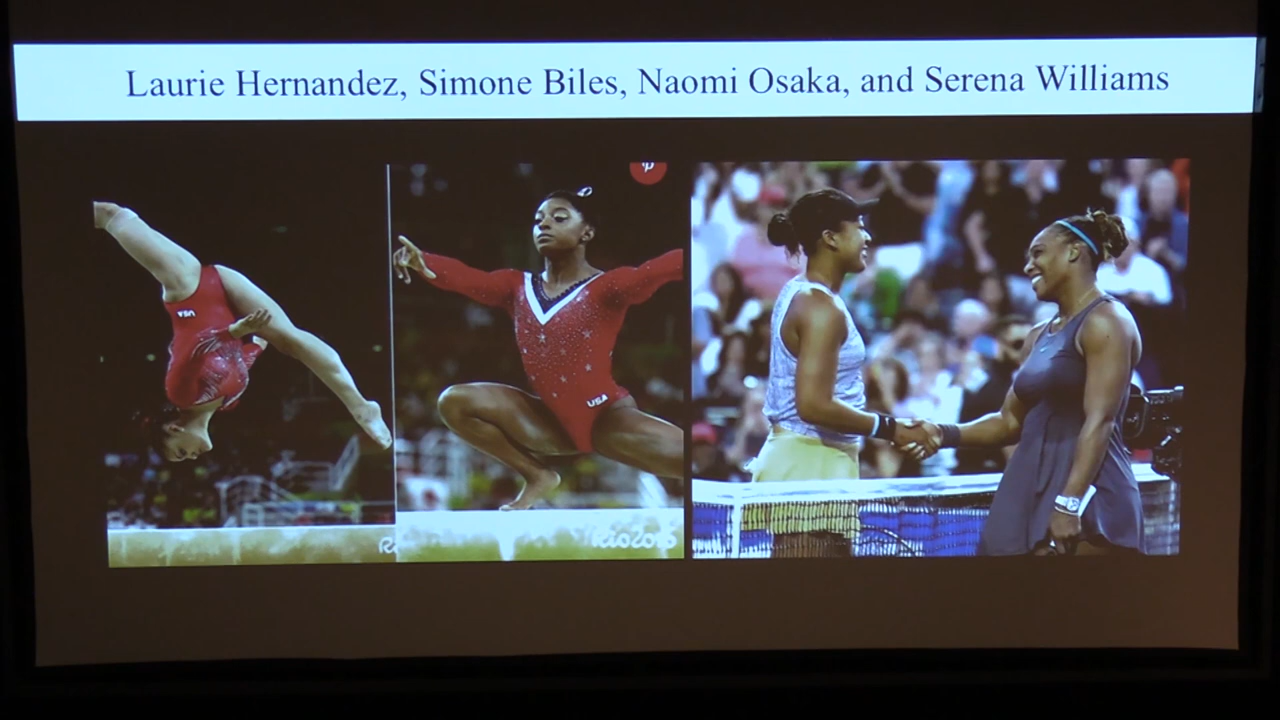 Laurie Hernandez, Simone Biles, Naomi Osaka, and Serena Williams
USA
USA
Rio2016